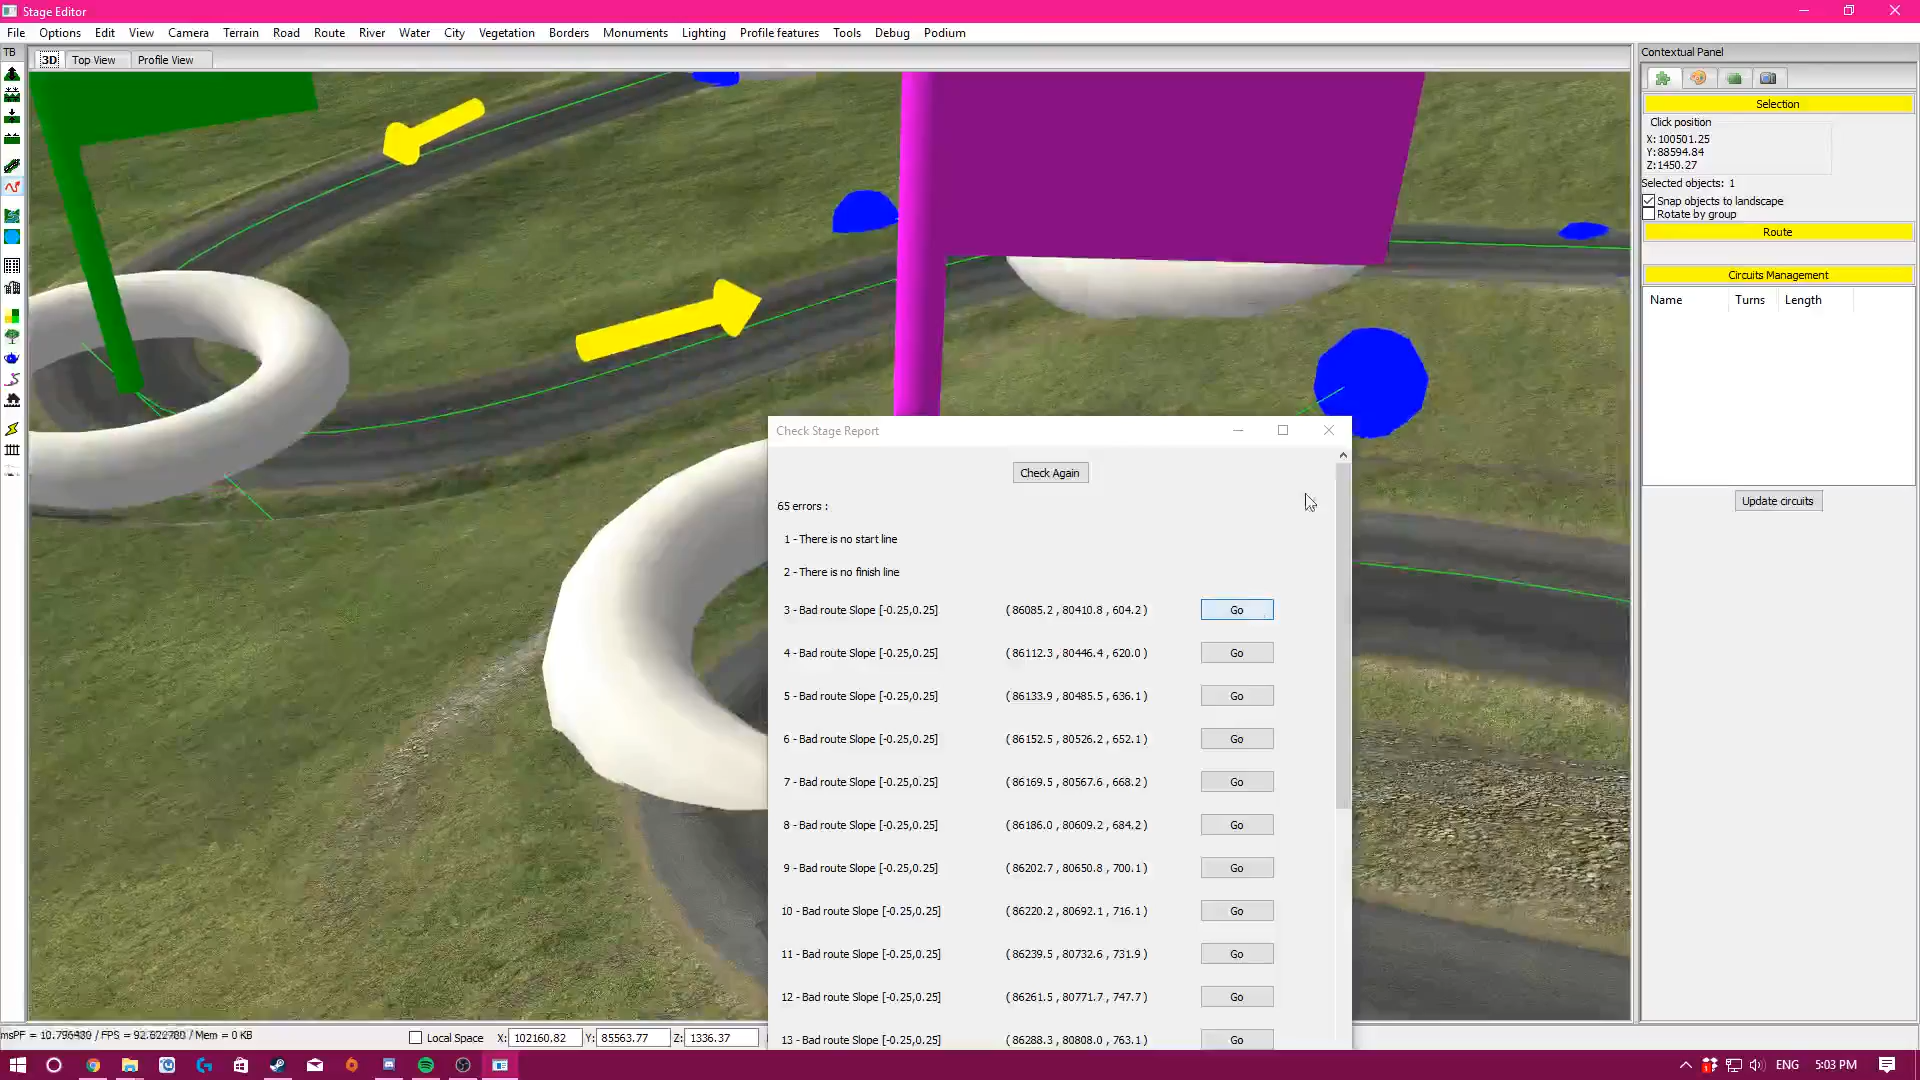 Stage Editor
File Options Edit View Camera Terrain Road Route River Water City Vegetation Borders Monuments Lighting Profile features Tools Debug Podium
TB
3D Top View Profile View
Contextual Panel
Selection
Click position
X: 100501.25
Y: 88594.84
Z: 1450.27
Selected objects: 1
Snap objects to landscape
Rotate by group
Route
Circuits Management
Name Turns Length
Update circuits
Check Stage Report
Check Again
65 errors :
1 - There is no start line
2 - There is no finish line
3 - Bad route Slope [-0.25,0.25] ( 86085.2 , 80410.8 , 604.2 ) Go
4 - Bad route Slope [-0.25,0.25] ( 86112.3 , 80446.4 , 620.0 ) Go
5 - Bad route Slope [-0.25,0.25] ( 86133.9 , 80485.5 , 636.1 ) Go
6 - Bad route Slope [-0.25,0.25] ( 86152.5 , 80526.2 , 652.1 ) Go
7 - Bad route Slope [-0.25,0.25] ( 86169.5 , 80567.6 , 668.2 ) Go
8 - Bad route Slope [-0.25,0.25] ( 86186.0 , 80609.2 , 684.2 ) Go
9 - Bad route Slope [-0.25,0.25] ( 86202.7 , 80650.8 , 700.1 ) Go
10 - Bad route Slope [-0.25,0.25] ( 86220.2 , 80692.1 , 716.1 ) Go
11 - Bad route Slope [-0.25,0.25] ( 86239.5 , 80732.6 , 731.9 ) Go
12 - Bad route Slope [-0.25,0.25] ( 86261.5 , 80771.7 , 747.7 ) Go
13 - Bad route Slope [-0.25,0.25] ( 86288.3 , 80808.0 , 763.1 ) Go
msPF = / FPS = / Mem = 0 KB Local Space X: 102160.82 Y: 85563.77 Z: 1336.37
ENG 5:03 PM